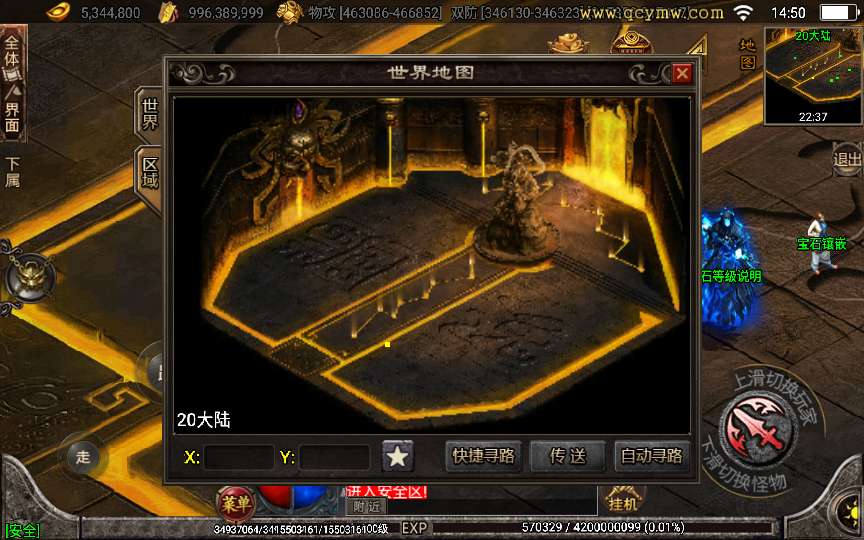 5,344,800
996,389,999
物攻 [463086-466852]
双防 [346130-346323
www.qcymw.com
14:50
全体
界面
下属
世界地图
世界
区域
地图
20大陆
22:37
退出
宝石镶嵌
石等级说明
20大陆
X:
Y:
快捷寻路
传送
自动寻路
上滑切换玩家
下滑切换怪物
走
菜单
进入安全区!
附近
挂机
[安全]
EXP
570329 / 4200000099 (0.01%)